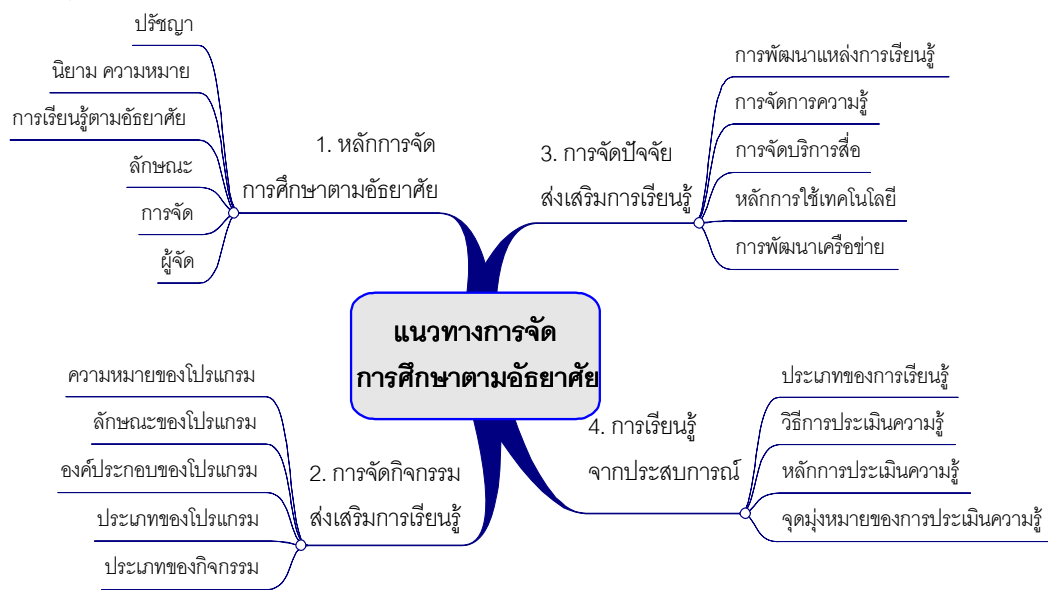 ปรัชญา
นิยาม ความหมาย
การเรียนรู้ตามอัธยาศัย
ลักษณะ
การจัด
ผู้จัด
1. หลักการจัด
การศึกษาตามอัธยาศัย
3. การจัดปัจจัย
ส่งเสริมการเรียนรู้
การพัฒนาแหล่งการเรียนรู้
การจัดการความรู้
การจัดบริการสื่อ
หลักการใช้เทคโนโลยี
การพัฒนาเครือข่าย
แนวทางการจัด
การศึกษาตามอัธยาศัย
ความหมายของโปรแกรม
ลักษณะของโปรแกรม
องค์ประกอบของโปรแกรม
ประเภทของโปรแกรม
ประเภทของกิจกรรม
2. การจัดกิจกรรม
ส่งเสริมการเรียนรู้
4. การเรียนรู้
จากประสบการณ์
ประเภทของการเรียนรู้
วิธีการประเมินความรู้
หลักการประเมินความรู้
จุดมุ่งหมายของการประเมินความรู้